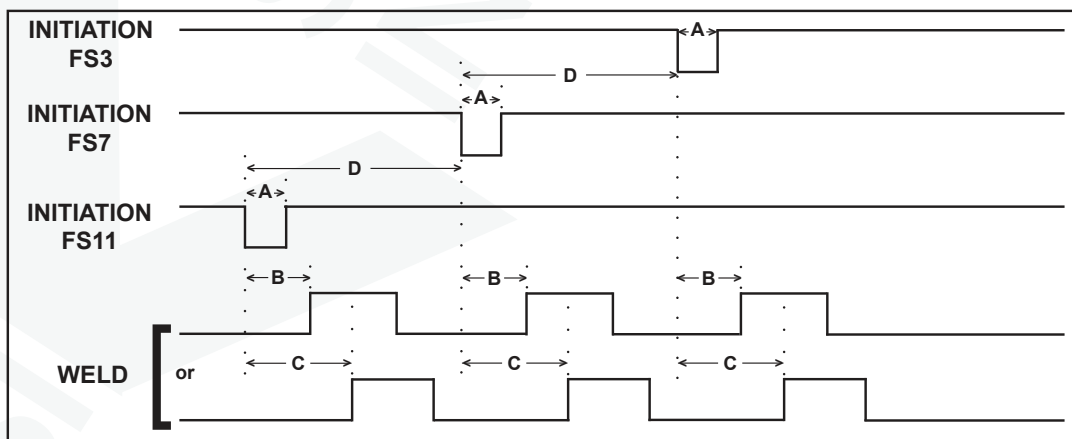 INITIATION
FS3
A
D
A
INITIATION
FS7
D
A
INITIATION
FS11
B B B
WELD or
C C C